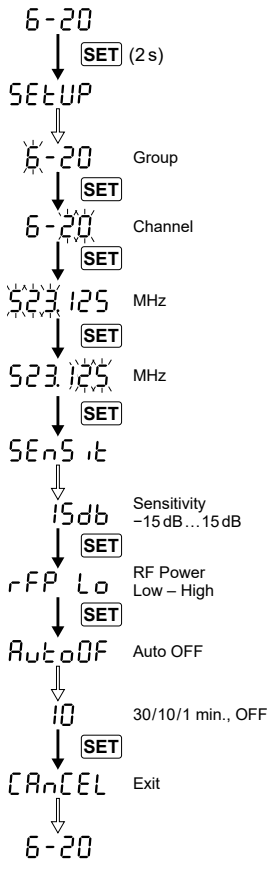 6-20
SET (2 s)
SEtUP
6-20 Group
SET
6-20 Channel
SET
523.125 MHz
SET
523.125 MHz
SET
SEnS it
15db Sensitivity
−15 dB…15 dB
SET
rFP Lo RF Power
Low – High
SET
AutoOF Auto OFF
10 30/10/1 min., OFF
SET
CAnCEL Exit
6-20